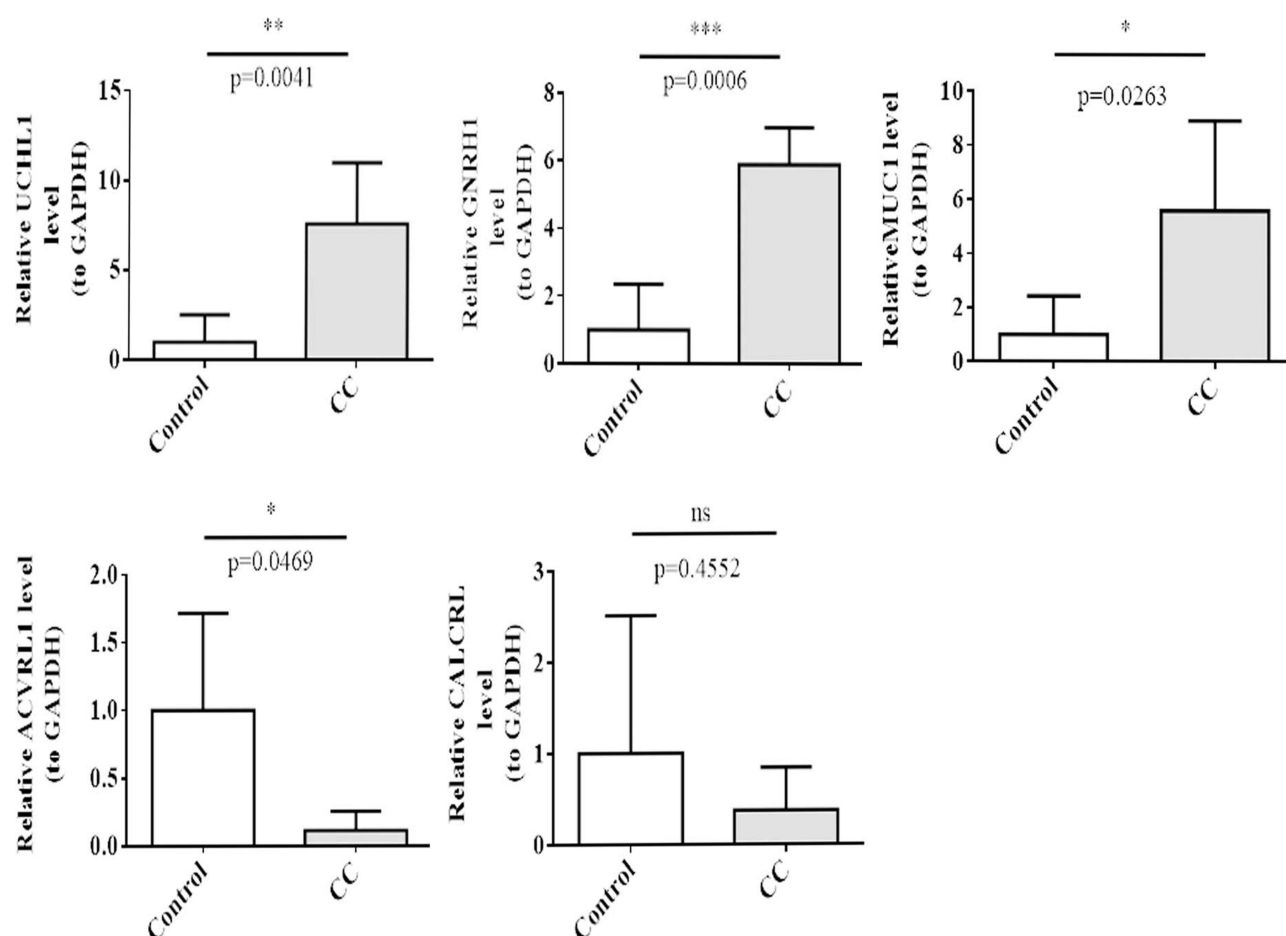 **
p=0.0041
Relative UCHL1
level
(to GAPDH)
15
10
5
0
Control
CC
***
p=0.0006
Relative GNRH1
level
(to GAPDH)
8
6
4
2
0
Control
CC
*
p=0.0263
RelativeMUC1 level
(to GAPDH)
10
8
6
4
2
0
Control
CC
*
p=0.0469
Relative ACVRL1 level
(to GAPDH)
2.0
1.5
1.0
0.5
0.0
Control
CC
ns
p=0.4552
Relative CALCRL
level
(to GAPDH)
3
2
1
0
Control
CC